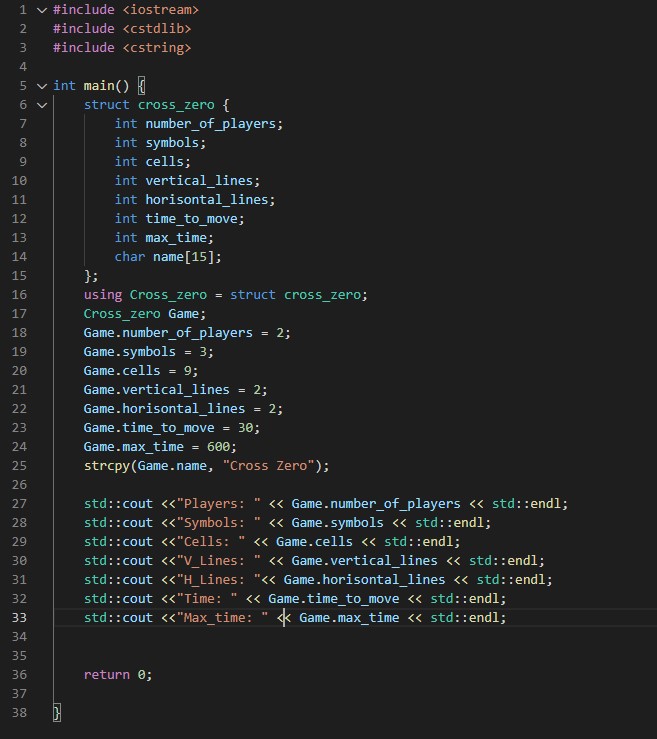 1 #include <iostream>
2 #include <cstdlib>
3 #include <cstring>
4
5 int main() {
6     struct cross_zero {
7         int number_of_players;
8         int symbols;
9         int cells;
10         int vertical_lines;
11         int horisontal_lines;
12         int time_to_move;
13         int max_time;
14         char name[15];
15     };
16     using Cross_zero = struct cross_zero;
17     Cross_zero Game;
18     Game.number_of_players = 2;
19     Game.symbols = 3;
20     Game.cells = 9;
21     Game.vertical_lines = 2;
22     Game.horisontal_lines = 2;
23     Game.time_to_move = 30;
24     Game.max_time = 600;
25     strcpy(Game.name, "Cross Zero");
26
27     std::cout <<"Players: " << Game.number_of_players << std::endl;
28     std::cout <<"Symbols: " << Game.symbols << std::endl;
29     std::cout <<"Cells: " << Game.cells << std::endl;
30     std::cout <<"V_Lines: " << Game.vertical_lines << std::endl;
31     std::cout <<"H_Lines: "<< Game.horisontal_lines << std::endl;
32     std::cout <<"Time: " << Game.time_to_move << std::endl;
33     std::cout <<"Max_time: " << Game.max_time << std::endl;
34
35
36     return 0;
37
38 }